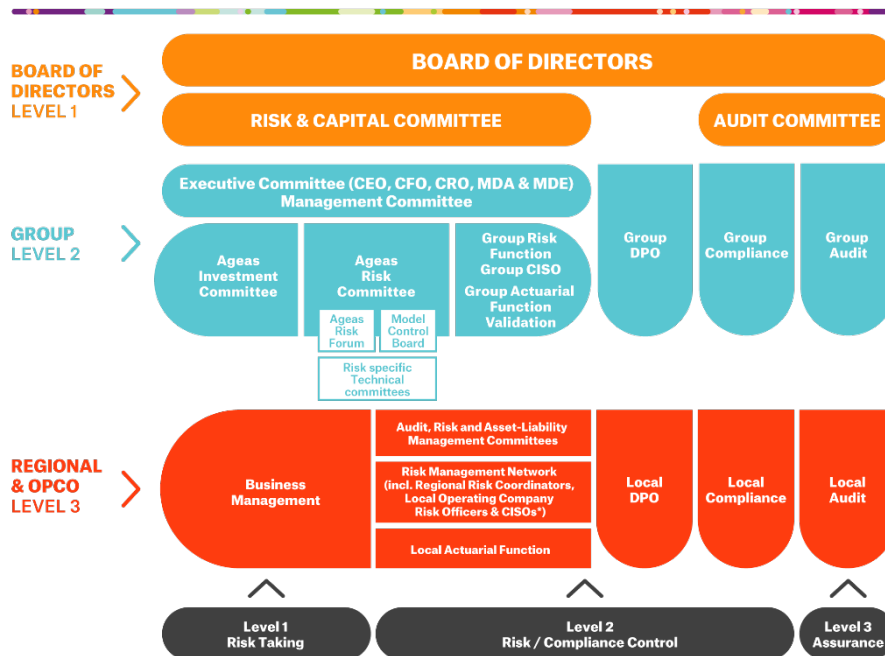 BOARD OF
DIRECTORS
LEVEL 1
BOARD OF DIRECTORS
RISK & CAPITAL COMMITTEE
AUDIT COMMITTEE
GROUP
LEVEL 2
Executive Committee (CEO, CFO, CRO, MDA & MDE)
Management Committee
Ageas
Investment
Committee
Ageas
Risk
Committee
Ageas
Risk
Forum
Model
Control
Board
Risk specific
Technical
committees
Group Risk
Function
Group CISO
Group Actuarial
Function
Validation
Group
DPO
Group
Compliance
Group
Audit
REGIONAL
& OPCO
LEVEL 3
Business
Management
Audit, Risk and Asset-Liability
Management Committees
Risk Management Network
(incl. Regional Risk Coordinators,
Local Operating Company
Risk Officers & CISOs*)
Local Actuarial Function
Local
DPO
Local
Compliance
Local
Audit
Level 1
Risk Taking
Level 2
Risk / Compliance Control
Level 3
Assurance